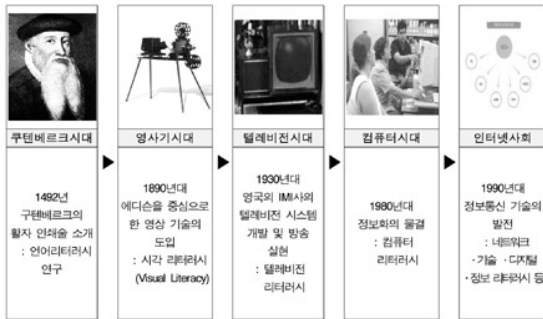 쿠텐베르크시대
1492년
구텐베르크의
활자 인쇄술 소개
: 언어리터러시
연구
영사기시대
1890년대
에디슨을 중심으로
한 영상 기술의
도입
: 시각 리터러시
(Visual Literacy)
텔레비전시대
1930년대
영국의 IMI사의
텔레비전 시스템
개발 및 방송
실현
: 텔레비전
리터러시
컴퓨터시대
1980년대
정보화의 물결
: 컴퓨터
리터러시
인터넷사회
1990년대
정보통신 기술의
발전
: 네트워크
·기술 ·디지털
·정보 리터러시 등